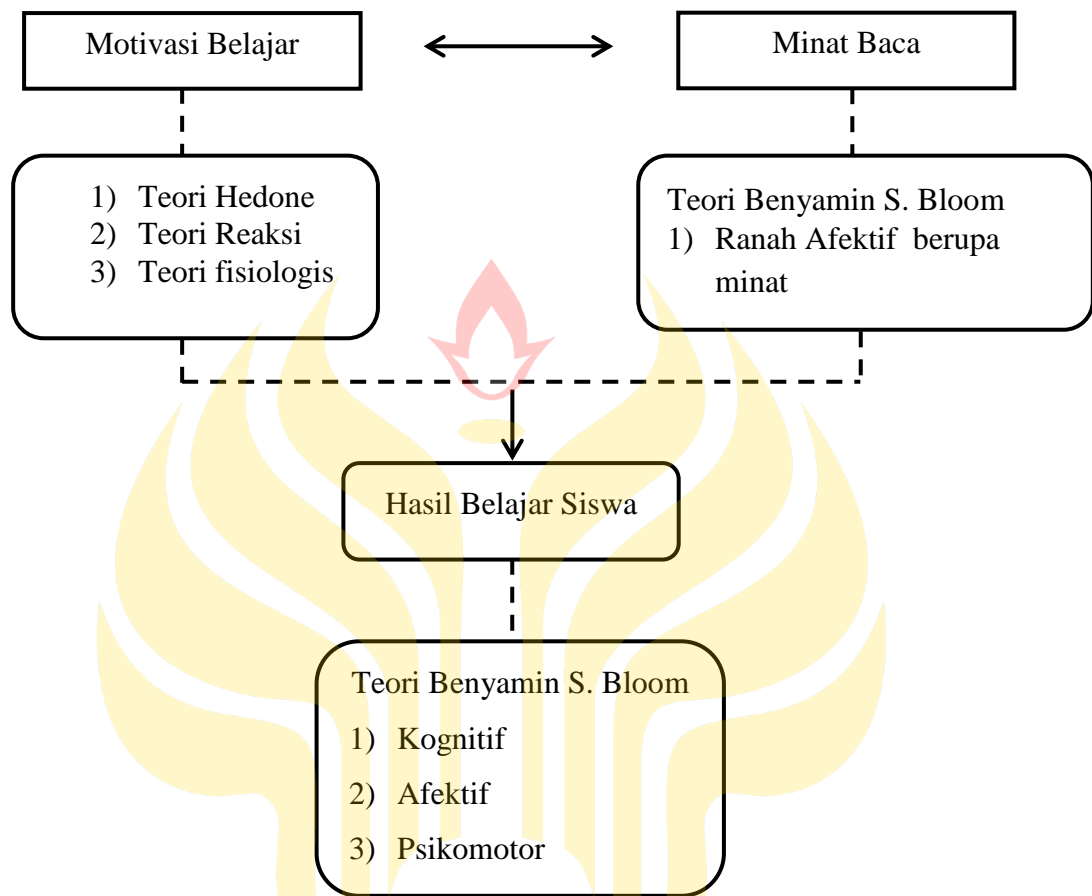 Motivasi Belajar
Minat Baca
1) Teori Hedone
2) Teori Reaksi
3) Teori fisiologis
Teori Benyamin S. Bloom
1) Ranah Afektif berupa
minat
Hasil Belajar Siswa
Teori Benyamin S. Bloom
1) Kognitif
2) Afektif
3) Psikomotor